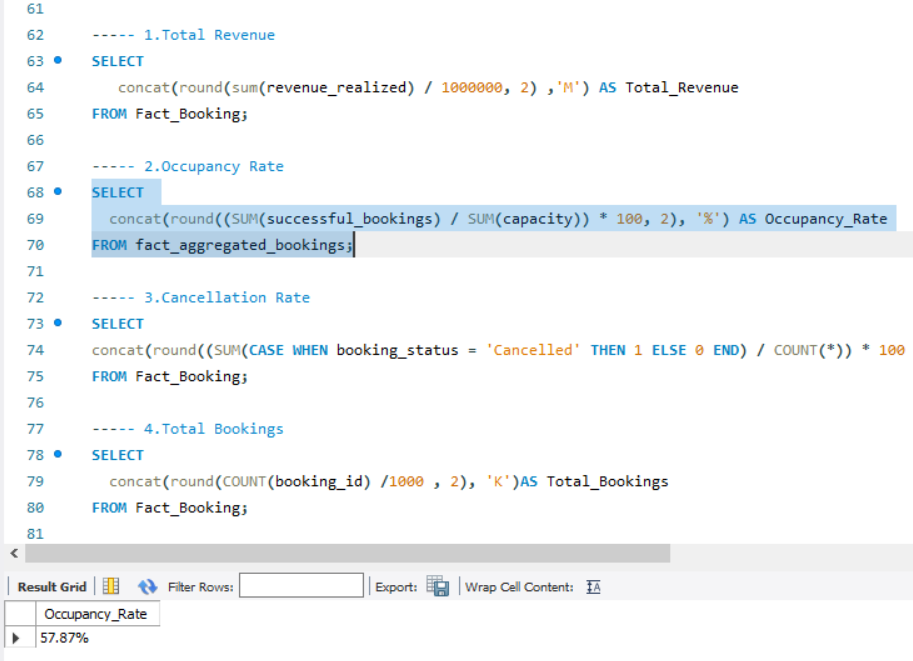 61
62 ----- 1.Total Revenue
63 SELECT
64 concat(round(sum(revenue_realized) / 1000000, 2) ,'M') AS Total_Revenue
65 FROM Fact_Booking;
66
67 ----- 2.Occupancy Rate
68 SELECT
69 concat(round((SUM(successful_bookings) / SUM(capacity)) * 100, 2), '%') AS Occupancy_Rate
70 FROM fact_aggregated_bookings;
71
72 ----- 3.Cancellation Rate
73 SELECT
74 concat(round((SUM(CASE WHEN booking_status = 'Cancelled' THEN 1 ELSE 0 END) / COUNT(*)) * 100
75 FROM Fact_Booking;
76
77 ----- 4.Total Bookings
78 SELECT
79 concat(round(COUNT(booking_id) /1000 , 2), 'K')AS Total_Bookings
80 FROM Fact_Booking;
81
Result Grid Filter Rows: Export: Wrap Cell Content:
Occupancy_Rate
57.87%